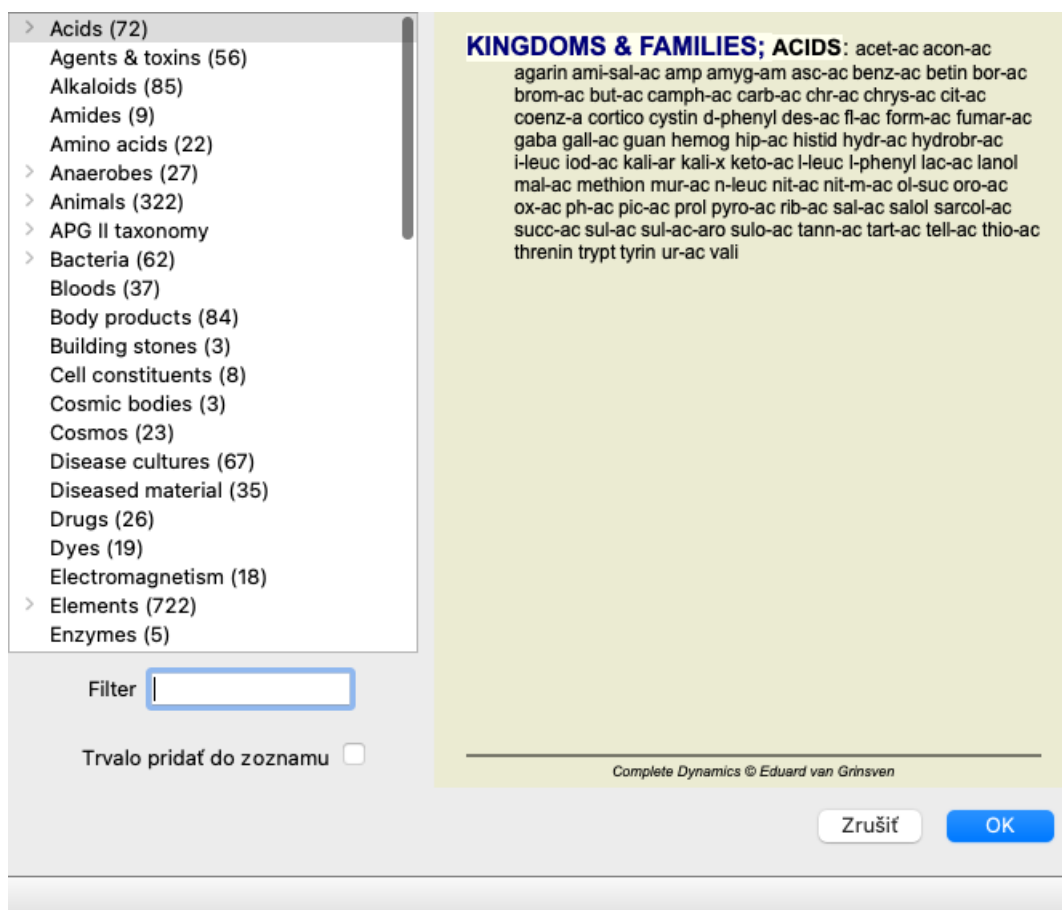 Acids (72)
Agents & toxins (56)
Alkaloids (85)
Amides (9)
Amino acids (22)
Anaerobes (27)
Animals (322)
APG II taxonomy
Bacteria (62)
Bloods (37)
Body products (84)
Building stones (3)
Cell constituents (8)
Cosmic bodies (3)
Cosmos (23)
Disease cultures (67)
Diseased material (35)
Drugs (26)
Dyes (19)
Electromagnetism (18)
Elements (722)
Enzymes (5)
Filter
Trvalo pridať do zoznamu
KINGDOMS & FAMILIES; ACIDS: acet-ac acon-ac
agarin ami-sal-ac amp amyg-am asc-ac benz-ac betin bor-ac
brom-ac but-ac camph-ac carb-ac chr-ac chrys-ac cit-ac
coenz-a cortico cystin d-phenyl des-ac fl-ac form-ac fumar-ac
gaba gall-ac guan hemog hip-ac histid hydr-ac hydrobr-ac
i-leuc iod-ac kali-ar kali-x keto-ac l-leuc l-phenyl lac-ac lanol
mal-ac methion mur-ac n-leuc nit-ac nit-m-ac ol-suc oro-ac
ox-ac ph-ac pic-ac prol pyro-ac rib-ac sal-ac salol sarcol-ac
succ-ac sul-ac sul-ac-aro sulo-ac tann-ac tart-ac tell-ac thio-ac
threnin trypt tyrin ur-ac vali
Complete Dynamics © Eduard van Grinsven
Zrušiť
OK